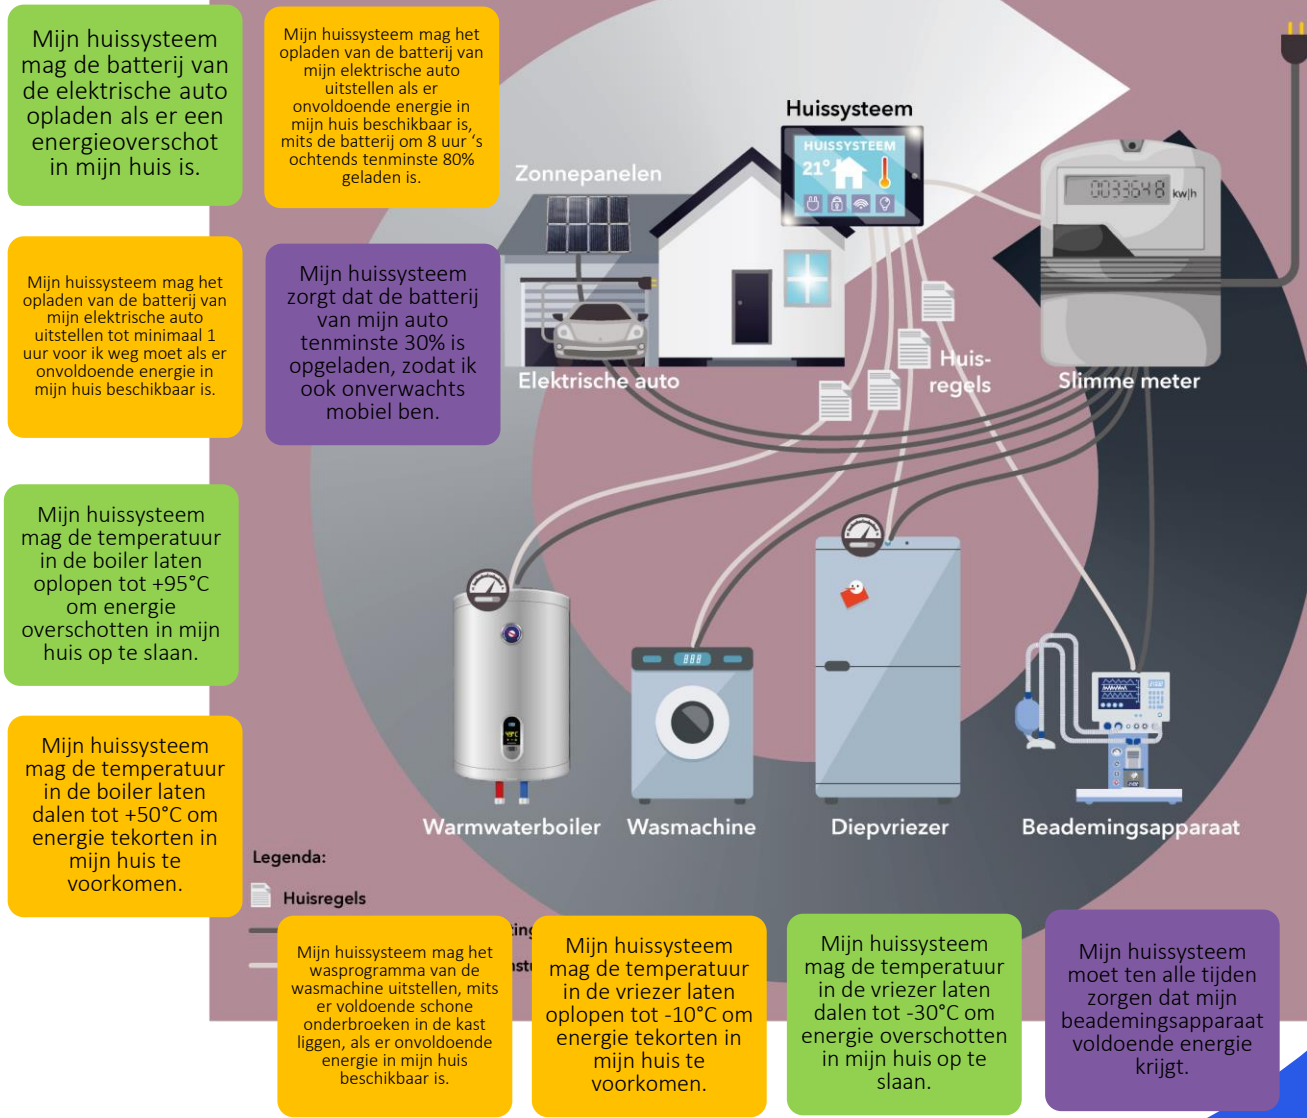 Mijn huissysteem
mag de batterij van
de elektrische auto
opladen als er een
energieoverschot
in mijn huis is.
Mijn huissysteem mag het
opladen van de batterij van
mijn elektrische auto
uitstellen als er
onvoldoende energie in
mijn huis beschikbaar is,
mits de batterij om 8 uur ‘s
ochtends tenminste 80%
geladen is.
Huissysteem
HUISSYSTEEM
21°
Zonnepanelen
0033648 kw|h
Mijn huissysteem mag het
opladen van de batterij van
mijn elektrische auto
uitstellen tot minimaal 1
uur voor ik weg moet als er
onvoldoende energie in
mijn huis beschikbaar is.
Mijn huissysteem
zorgt dat de batterij
van mijn auto
tenminste 30% is
opgeladen, zodat ik
ook onverwachts
mobiel ben.
Elektrische auto
Huis-
regels
Slimme meter
Mijn huissysteem
mag de temperatuur
in de boiler laten
oplopen tot +95°C
om energie
overschotten in mijn
huis op te slaan.
Mijn huissysteem
mag de temperatuur
in de boiler laten
dalen tot +50°C om
energie tekorten in
mijn huis te
voorkomen.
888
Warmwaterboiler
Wasmachine
Diepvriezer
Beademingsapparaat
Legenda:
Huisregels
Mijn huissysteem mag het
wasprogramma van de
wasmachine uitstellen, mits
er voldoende schone
onderbroeken in de kast
liggen, als er onvoldoende
energie in mijn huis
beschikbaar is.
Mijn huissysteem
mag de temperatuur
in de vriezer laten
oplopen tot -10°C om
energie tekorten in
mijn huis te
voorkomen.
Mijn huissysteem
mag de temperatuur
in de vriezer laten
dalen tot -30°C om
energie overschotten
in mijn huis op te
slaan.
Mijn huissysteem
moet ten alle tijden
zorgen dat mijn
beademingsapparaat
voldoende energie
krijgt.